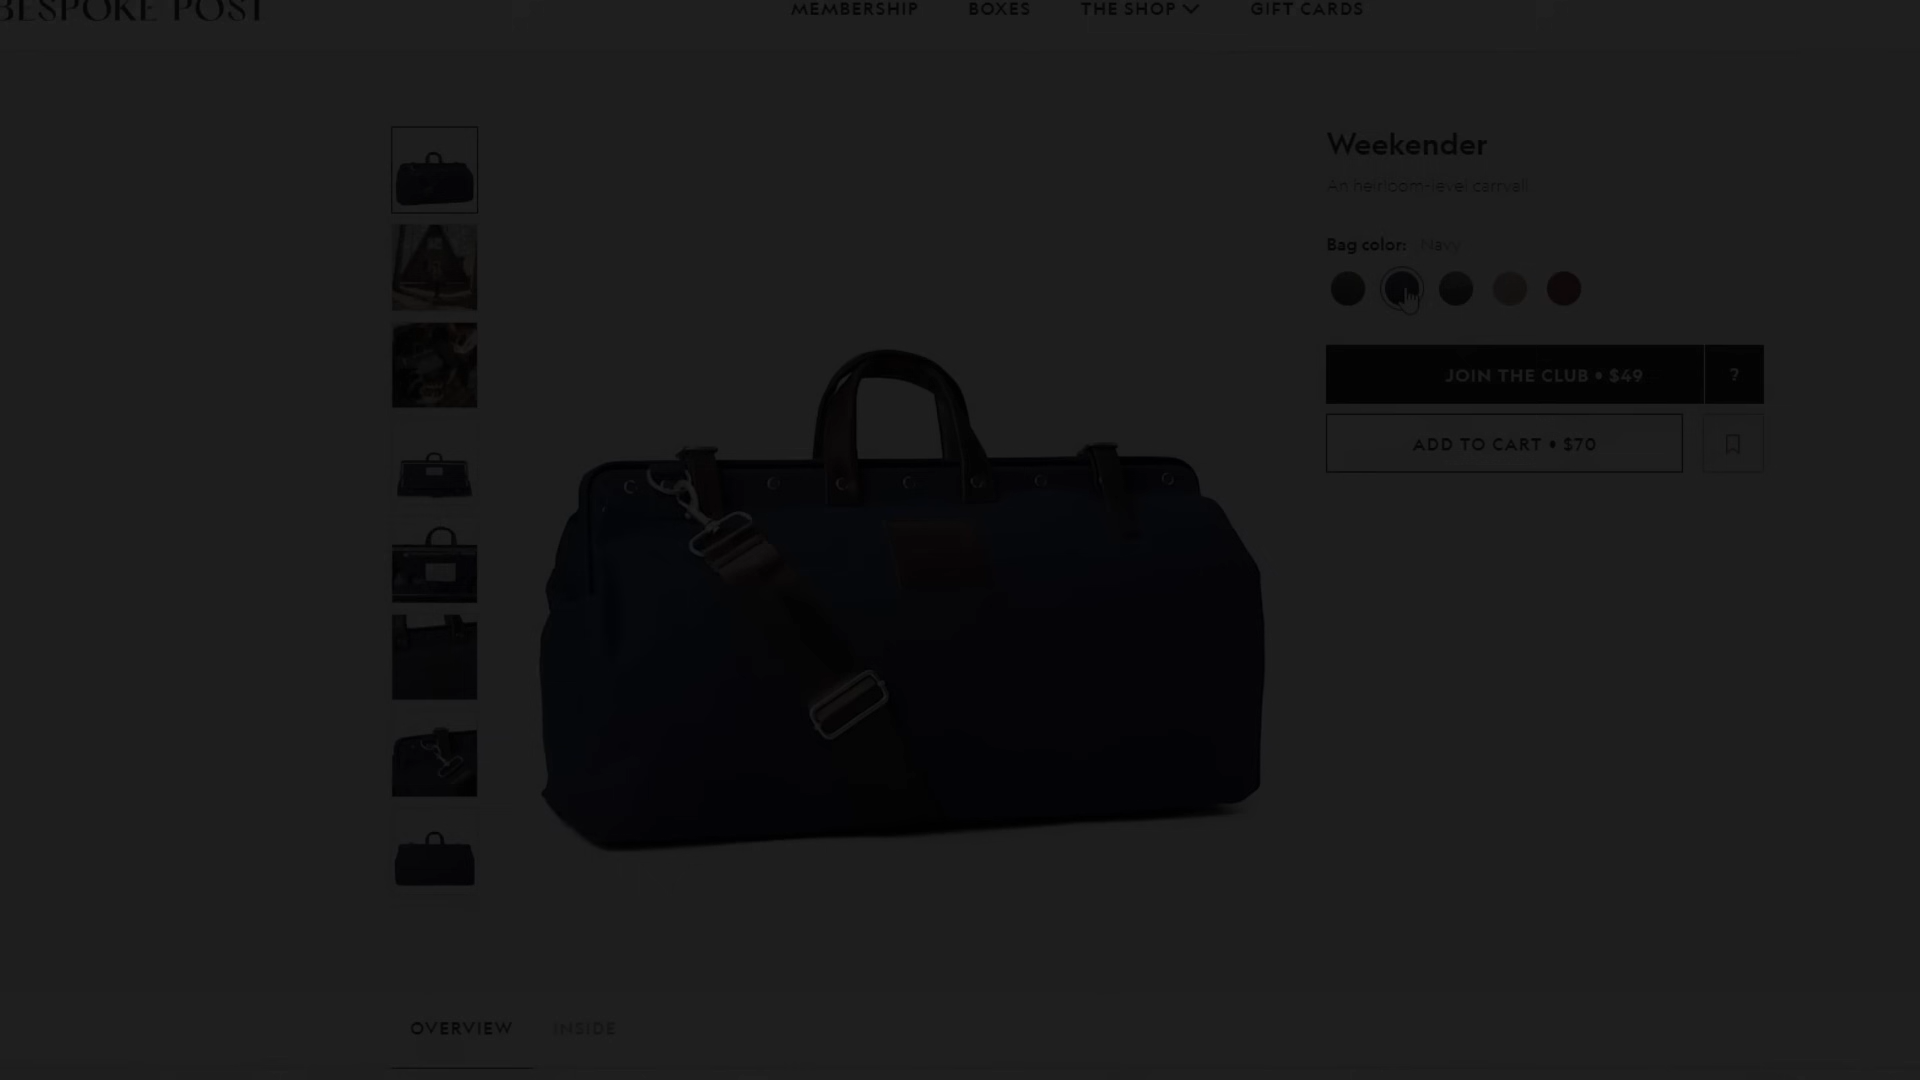 BESPOKE POST
MEMBERSHIP
BOXES
THE SHOP
GIFT CARDS
Weekender
An heirloom-level carryall
Bag color: Navy
JOIN THE CLUB • $49
?
ADD TO CART • $70
OVERVIEW
INSIDE